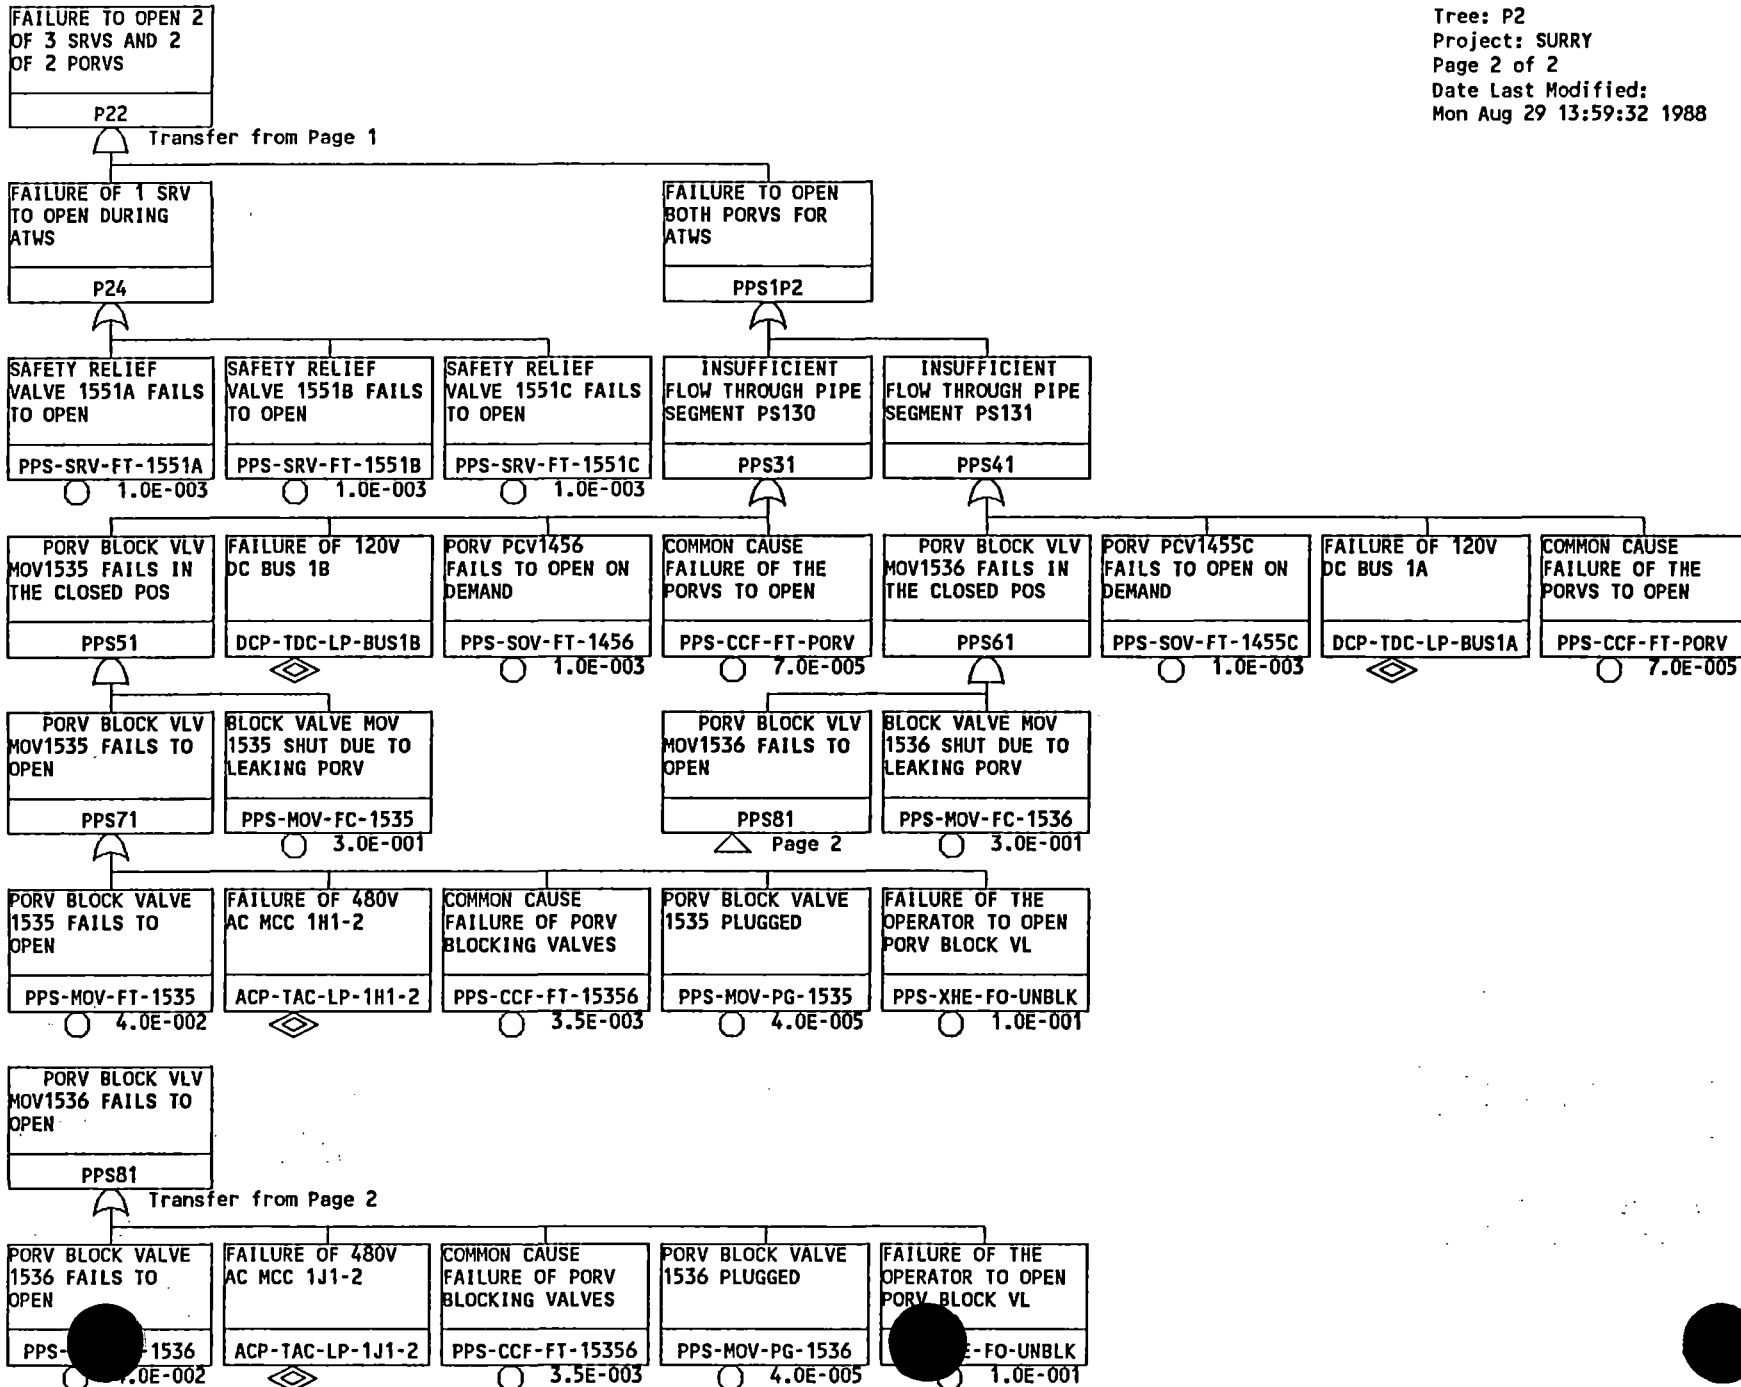 Tree: P2
Project: SURRY
Page 2 of 2
Date Last Modified:
Mon Aug 29 13:59:32 1988
FAILURE TO OPEN 2
OF 3 SRVS AND 2
OF 2 PORVS
P22
Transfer from Page 1
FAILURE OF 1 SRV
TO OPEN DURING
ATWS
P24
FAILURE TO OPEN
BOTH PORVS FOR
ATWS
PPS1P2
SAFETY RELIEF
VALVE 1551A FAILS
TO OPEN
PPS-SRV-FT-1551A
1.0E-003
SAFETY RELIEF
VALVE 1551B FAILS
TO OPEN
PPS-SRV-FT-1551B
1.0E-003
SAFETY RELIEF
VALVE 1551C FAILS
TO OPEN
PPS-SRV-FT-1551C
1.0E-003
INSUFFICIENT
FLOW THROUGH PIPE
SEGMENT PS130
PPS31
INSUFFICIENT
FLOW THROUGH PIPE
SEGMENT PS131
PPS41
PORV BLOCK VLV
MOV1535 FAILS IN
THE CLOSED POS
PPS51
FAILURE OF 120V
DC BUS 1B
DCP-TDC-LP-BUS1B
PORV PCV1456
FAILS TO OPEN ON
DEMAND
PPS-SOV-FT-1456
1.0E-003
COMMON CAUSE
FAILURE OF THE
PORVS TO OPEN
PPS-CCF-FT-PORV
7.0E-005
PORV BLOCK VLV
MOV1536 FAILS IN
THE CLOSED POS
PPS61
PORV PCV1455C
FAILS TO OPEN ON
DEMAND
PPS-SOV-FT-1455C
1.0E-003
FAILURE OF 120V
DC BUS 1A
DCP-TDC-LP-BUS1A
COMMON CAUSE
FAILURE OF THE
PORVS TO OPEN
PPS-CCF-FT-PORV
7.0E-005
PORV BLOCK VLV
MOV1535 FAILS TO
OPEN
PPS71
BLOCK VALVE MOV
1535 SHUT DUE TO
LEAKING PORV
PPS-MOV-FC-1535
3.0E-001
PORV BLOCK VLV
MOV1536 FAILS TO
OPEN
PPS81
Page 2
BLOCK VALVE MOV
1536 SHUT DUE TO
LEAKING PORV
PPS-MOV-FC-1536
3.0E-001
PORV BLOCK VALVE
1535 FAILS TO
OPEN
PPS-MOV-FT-1535
4.0E-002
FAILURE OF 480V
AC MCC 1H1-2
ACP-TAC-LP-1H1-2
COMMON CAUSE
FAILURE OF PORV
BLOCKING VALVES
PPS-CCF-FT-15356
3.5E-003
PORV BLOCK VALVE
1535 PLUGGED
PPS-MOV-PG-1535
4.0E-005
FAILURE OF THE
OPERATOR TO OPEN
PORV BLOCK VL
PPS-XHE-FO-UNBLK
1.0E-001
PORV BLOCK VLV
MOV1536 FAILS TO
OPEN
PPS81
Transfer from Page 2
PORV BLOCK VALVE
1536 FAILS TO
OPEN
PPS- -1536
.0E-002
FAILURE OF 480V
AC MCC 1J1-2
ACP-TAC-LP-1J1-2
COMMON CAUSE
FAILURE OF PORV
BLOCKING VALVES
PPS-CCF-FT-15356
3.5E-003
PORV BLOCK VALVE
1536 PLUGGED
PPS-MOV-PG-1536
4.0E-005
FAILURE OF THE
OPERATOR TO OPEN
PORV BLOCK VL
E-FO-UNBLK
1.0E-001